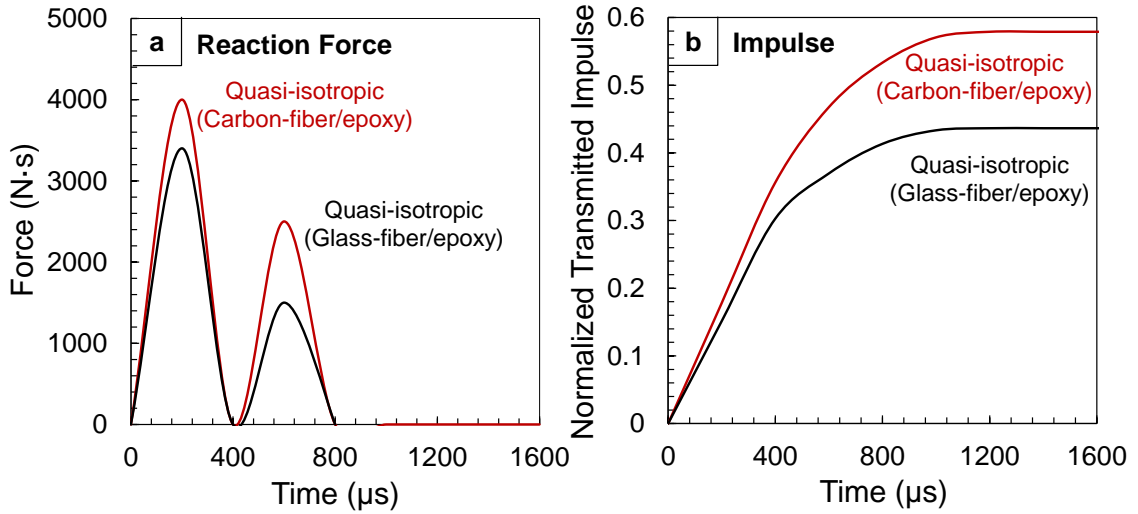 a Reaction Force
Force (N·s)
5000
4000
3000
2000
1000
0
Quasi-isotropic
(Carbon-fiber/epoxy)
Quasi-isotropic
(Glass-fiber/epoxy)
0 400 800 1200 1600
Time (µs)
b Impulse
Normalized Transmitted Impulse
0.6
0.5
0.4
0.3
0.2
0.1
0
Quasi-isotropic
(Carbon-fiber/epoxy)
Quasi-isotropic
(Glass-fiber/epoxy)
0 400 800 1200 1600
Time (µs)